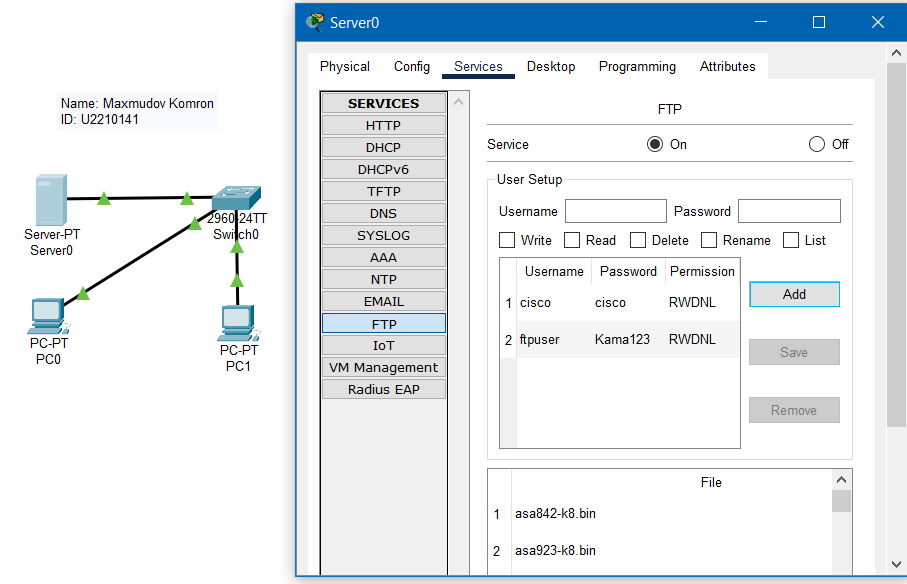 Server0
Physical Config Services Desktop Programming Attributes
Name: Maxmudov Komron
ID: U2210141
Server-PT
Server0
2960-24TT
Switch0
PC-PT
PC0
PC-PT
PC1
SERVICES
HTTP
DHCP
DHCPv6
TFTP
DNS
SYSLOG
AAA
NTP
EMAIL
FTP
IoT
VM Management
Radius EAP
FTP
Service On Off
User Setup
Username Password
Write Read Delete Rename List
Username Password Permission
1 cisco cisco RWDNL
2 ftpuser Kama123 RWDNL
Add
Save
Remove
File
1 asa842-k8.bin
2 asa923-k8.bin